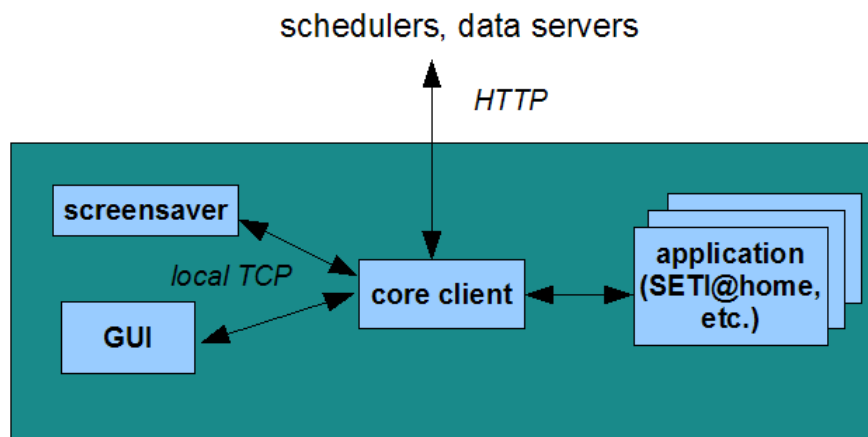 schedulers, data servers
HTTP
screensaver
local TCP
GUI
core client
application
(SETI@home,
etc.)